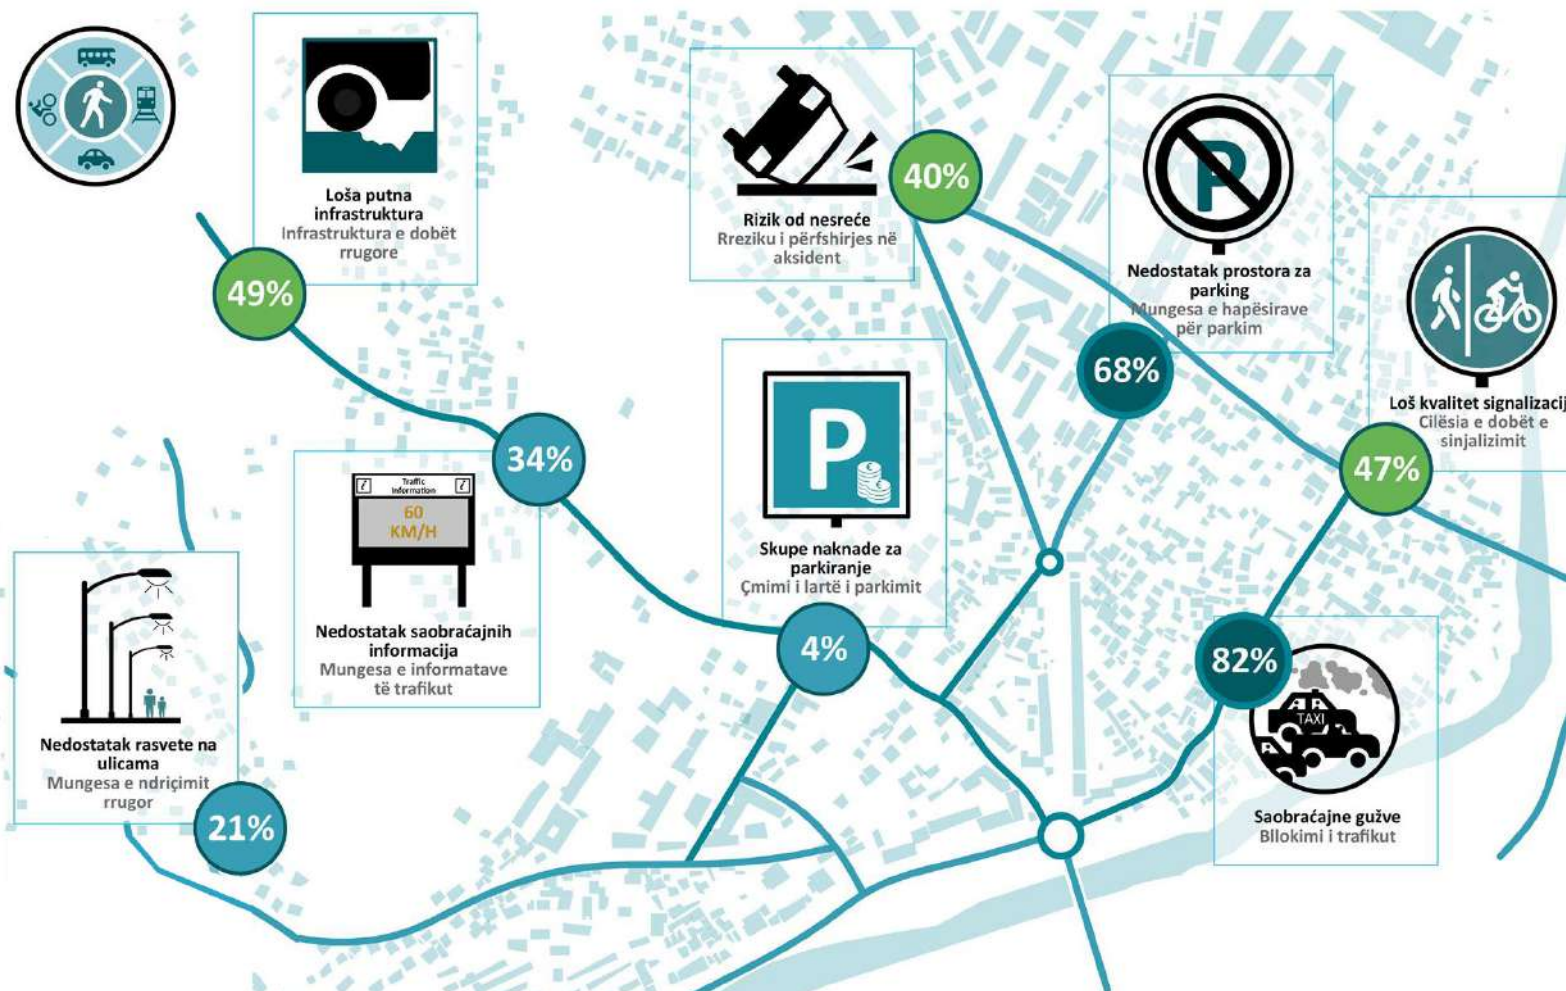 Loša putna
infrastruktura
Infrastruktura e dobët
rrugore
49%
Rizik od nesreće
Rreziku i përfshirjes në
aksident
40%
P
Nedostatak prostora za
parking
Mungesa e hapësirave
për parkim
68%
Loš kvalitet signalizacij
Cilësia e dobët e
sinjalizimit
47%
Traffic
Information
60
KM/H
Nedostatak saobraćajnih
informacija
Mungesa e informatave
të trafikut
34%
P
€
€
Skupe naknade za
parkiranje
Çmimi i lartë i parkimit
4%
Nedostatak rasvete na
ulicama
Mungesa e ndriçimit
rrugor
21%
82%
TAXI
Saobraćajne gužve
Bllokimi i trafikut